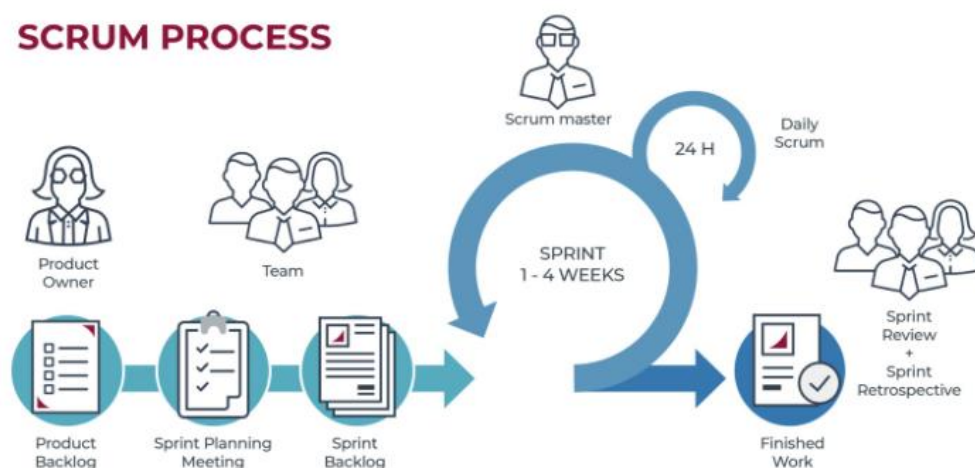 SCRUM PROCESS
Scrum master
24 H
Daily
Scrum
Product
Owner
Team
SPRINT
1 - 4 WEEKS
Sprint
Review
+
Sprint
Retrospective
Product
Backlog
Sprint Planning
Meeting
Sprint
Backlog
Finished
Work